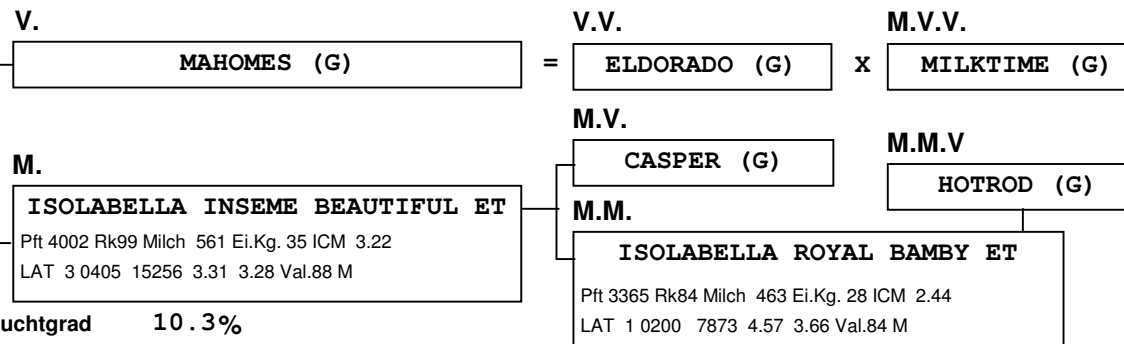 V.
MAHOMES (G)
=
V.V.
ELDORADO (G)
X
M.V.V.
MILKTIME (G)
M.V.
CASPER (G)
M.M.V
HOTROD (G)
M.
ISOLABELLA INSEME BEAUTIFUL ET
Pft 4002 Rk99 Milch 561 Ei.Kg. 35 ICM 3.22
LAT 3 0405 15256 3.31 3.28 Val.88 M
M.M.
ISOLABELLA ROYAL BAMBY ET
Pft 3365 Rk84 Milch 463 Ei.Kg. 28 ICM 2.44
LAT 1 0200 7873 4.57 3.66 Val.84 M
uchtgrad 10.3%